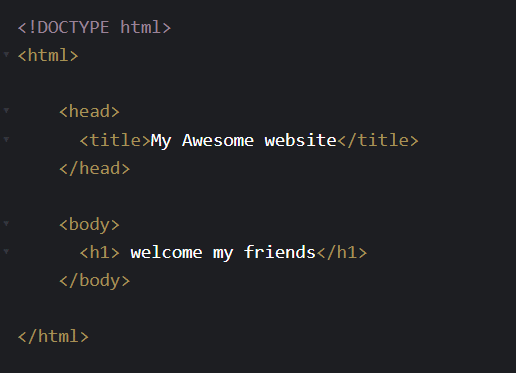 <!DOCTYPE html>
<html>
<head>
<title>My Awesome website</title>
</head>
<body>
<h1> welcome my friends</h1>
</body>
</html>